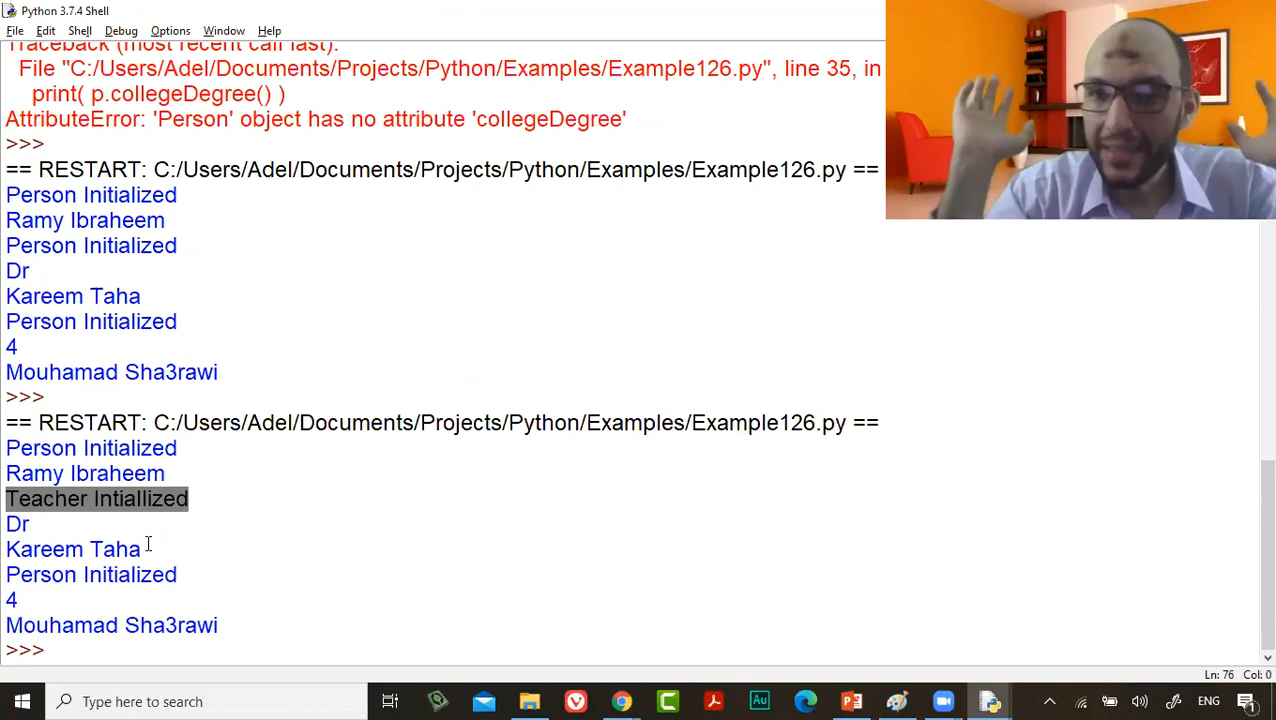 Python 3.7.4 Shell
File Edit Shell Debug Options Window Help
Traceback (most recent call last):
File "C:/Users/Adel/Documents/Projects/Python/Examples/Example126.py", line 35, in
print( p.collegeDegree() )
AttributeError: 'Person' object has no attribute 'collegeDegree'
>>>
== RESTART: C:/Users/Adel/Documents/Projects/Python/Examples/Example126.py ==
Person Initialized
Ramy Ibraheem
Person Initialized
Dr
Kareem Taha
Person Initialized
4
Mouhamad Sha3rawi
>>>
== RESTART: C:/Users/Adel/Documents/Projects/Python/Examples/Example126.py ==
Person Initialized
Ramy Ibraheem
Teacher Intiallized
Dr
Kareem Taha
Person Initialized
4
Mouhamad Sha3rawi
>>>
Ln: 76 Col: 0
Type here to search
Au
ENG
1